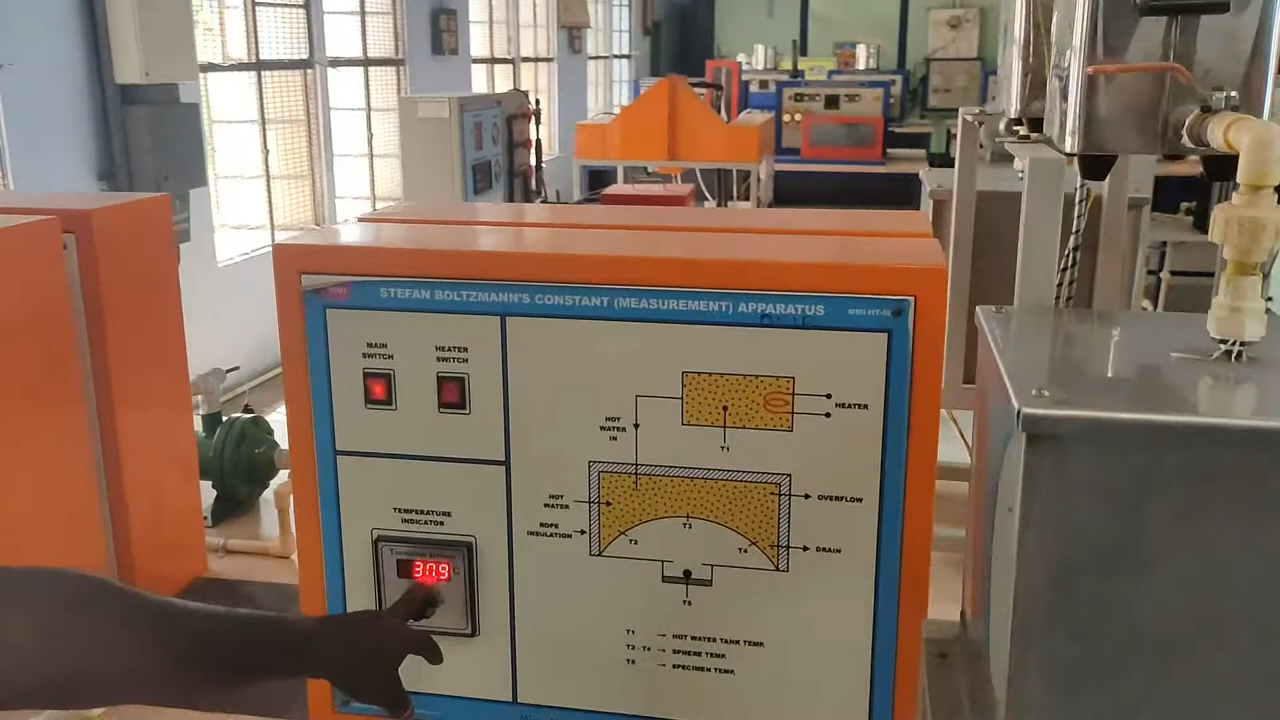 STEFAN BOLTZMANN'S CONSTANT (MEASUREMENT) APPARATUS
MAIN
SWITCH
HEATER
SWITCH
TEMPERATURE
INDICATOR
HEATER
T1
HOT
WATER
IN
HOT
WATER
ROPE
INSULATION
OVERFLOW
DRAIN
T2
T3
T4
T5
T1 → HOT WATER TANK TEMP.
T2 - T4 → SPHERE TEMP.
T5 → SPECIMEN TEMP.